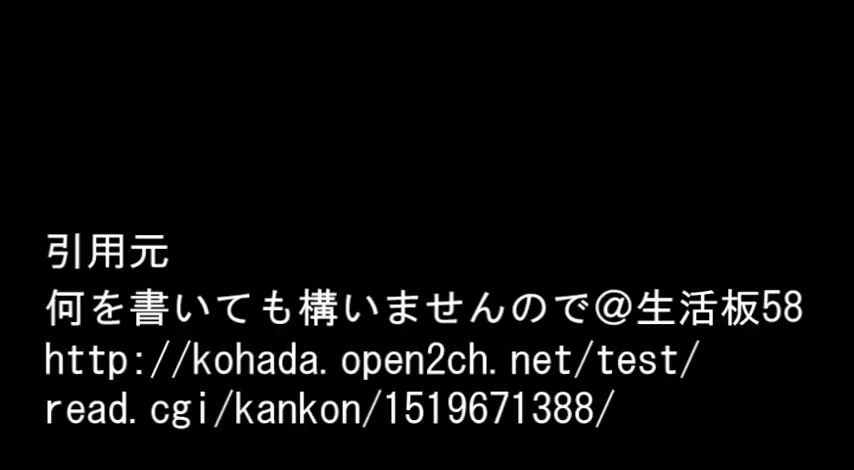 引用元
何を書いても構いませんので＠生活板58
http://kohada.open2ch.net/test/
read.cgi/kankon/1519671388/